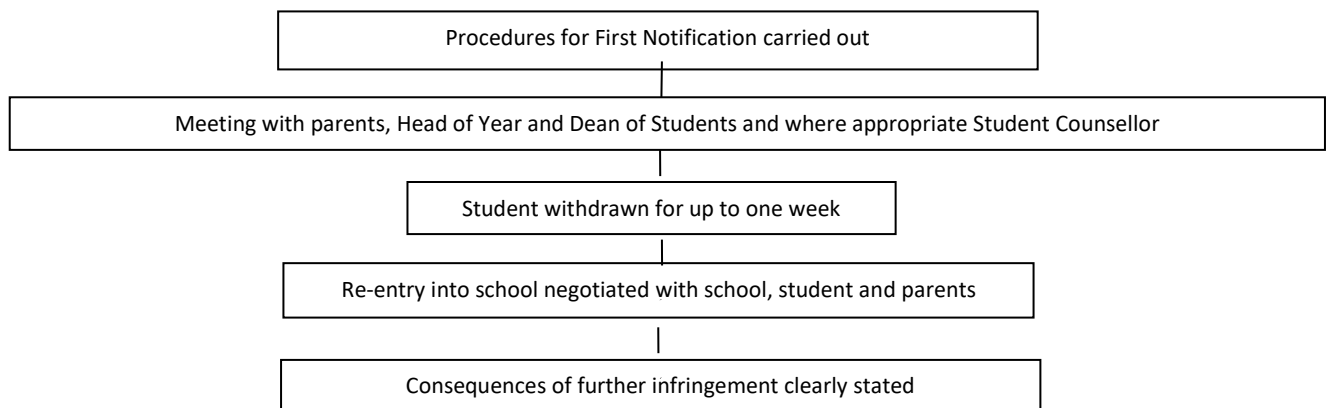 Procedures for First Notification carried out
Meeting with parents, Head of Year and Dean of Students and where appropriate Student Counsellor
Student withdrawn for up to one week
Re-entry into school negotiated with school, student and parents
Consequences of further infringement clearly stated